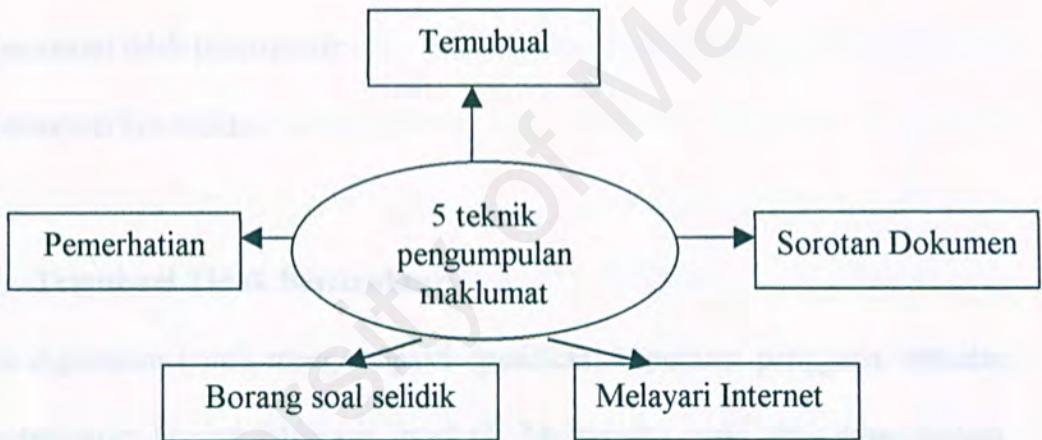 Temubual
5 teknik
pengumpulan
maklumat
Pemerhatian
Sorotan Dokumen
Borang soal selidik
Melayari Internet